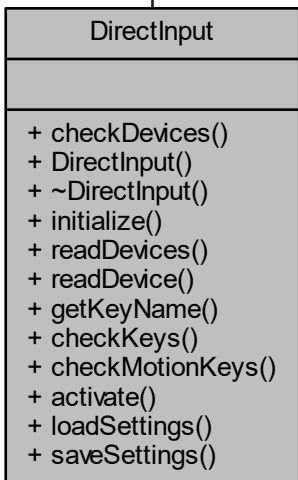 DirectInput
+ checkDevices()
+ DirectInput()
+ ~DirectInput()
+ initialize()
+ readDevices()
+ readDevice()
+ getKeyName()
+ checkKeys()
+ checkMotionKeys()
+ activate()
+ loadSettings()
+ saveSettings()